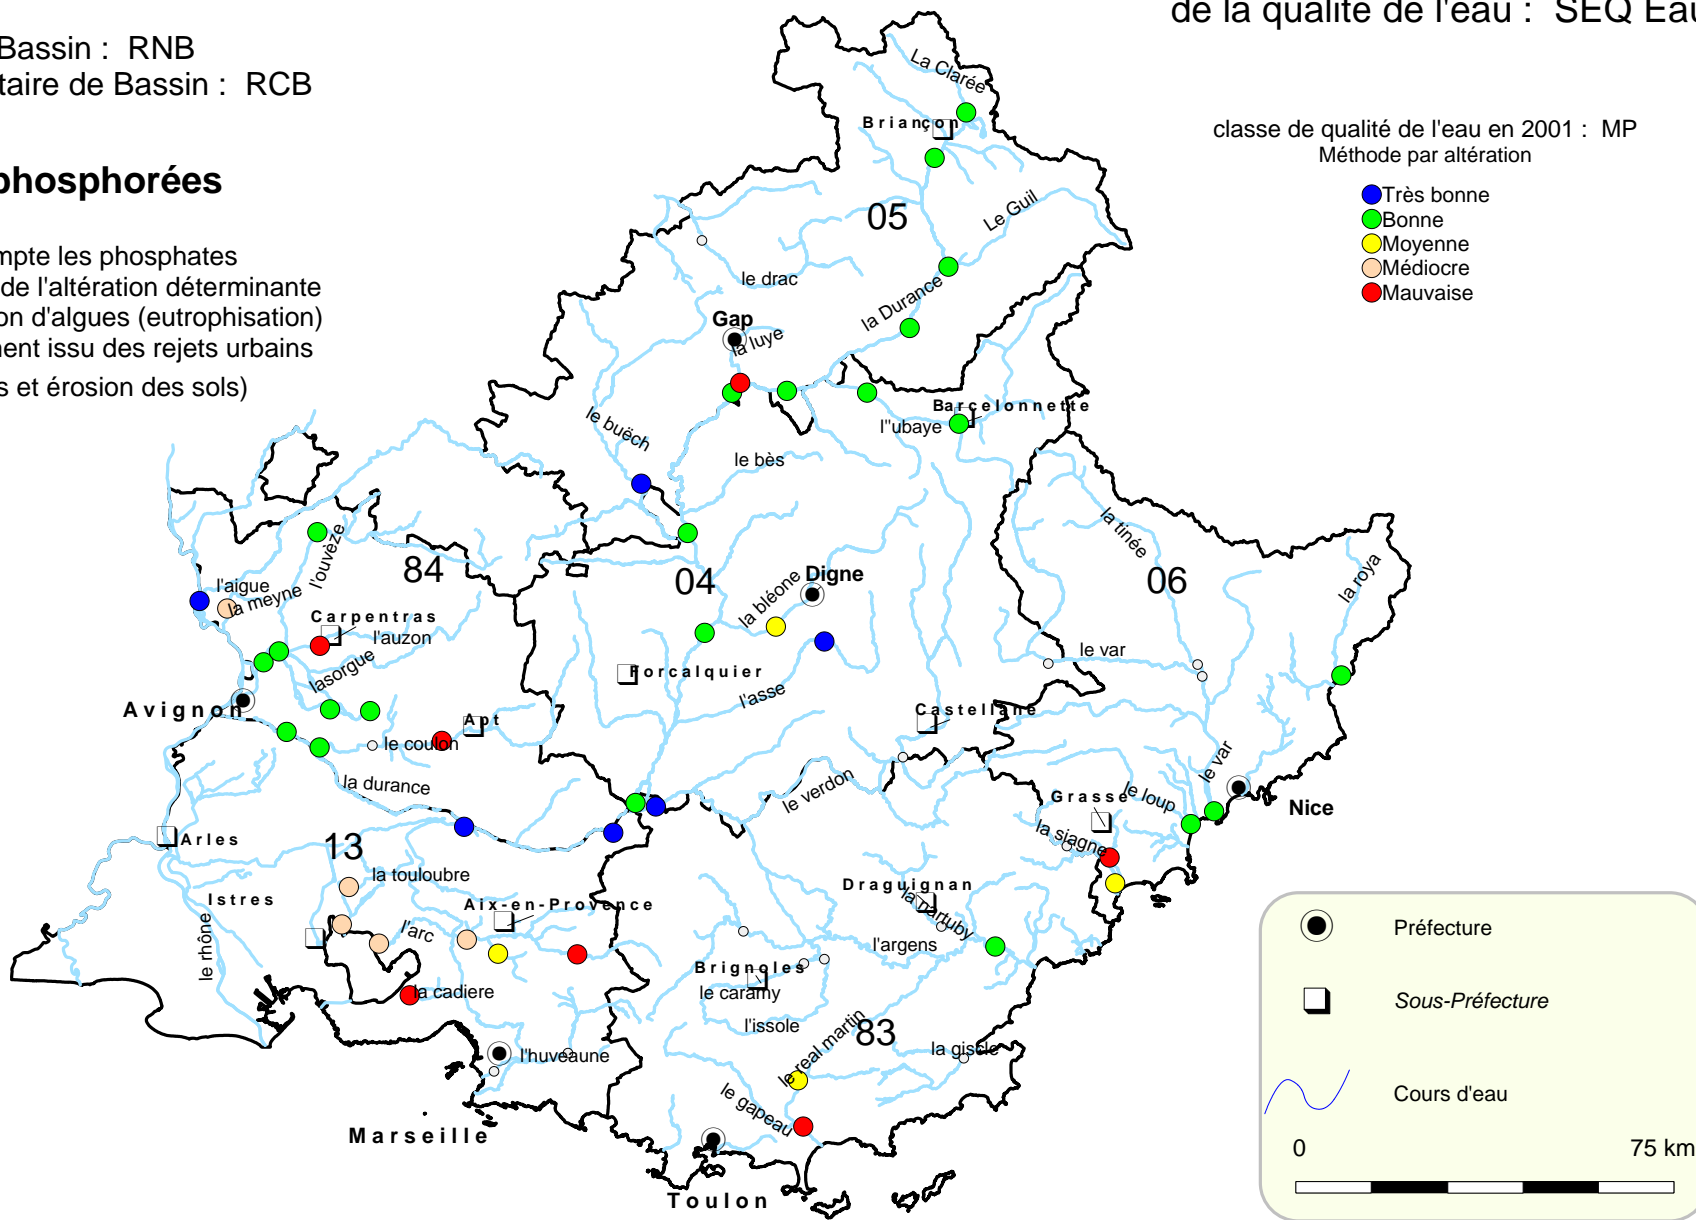 de la qualité de l'eau :  SEQ Eau
Bassin :  RNB
taire de Bassin :  RCB
phosphorées
mpte les phosphates
de l'altération déterminante
on d'algues (eutrophisation)
ment issu des rejets urbains
s et érosion des sols)
classe de qualité de l'eau en 2001 :  MP
Méthode par altération
Très bonne
Bonne
Moyenne
Médiocre
Mauvaise
La Clarée
Briançon
05
Le Guil
le drac
la Durance
Gap
la luye
Barcelonnette
l''ubaye
le buëch
le bès
la tinée
l'ouvèze
84
04
Digne
06
la roya
l'aigue
la meyne
la bléone
Carpentras
l'auzon
le var
lasorgue
Forcalquier
l'asse
Avignon
Apt
Castellane
le coulon
le var
la durance
le verdon
Grasse
le loup
Nice
Arles
13
la siagne
la touloubre
Draguignan
Istres
Aix-en-Provence
la nartuby
l'arc
l'argens
le rhône
Brignoles
la cadiere
le caramy
l'issole
le real martin
83
l'huveaune
la giscle
le gapeau
Marseille
Toulon
Préfecture
Sous-Préfecture
Cours d'eau
0
75 km